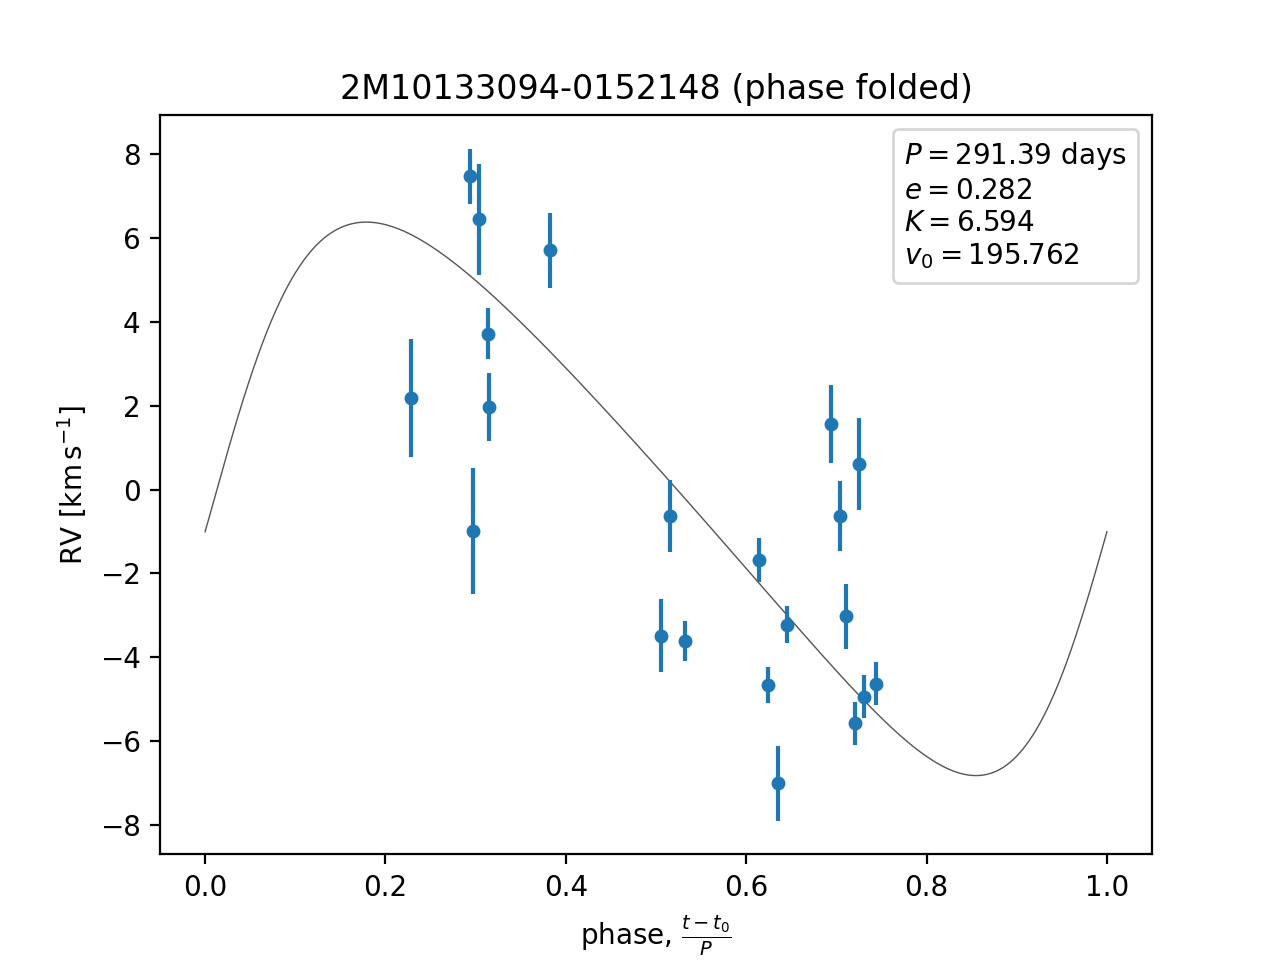 2M10133094-0152148 (phase folded)
P = 291.39 days
e = 0.282
K = 6.594
v₀ = 195.762
8
6
4
2
0
−2
−4
−6
−8
RV [km s⁻¹]
0.0 0.2 0.4 0.6 0.8 1.0
phase, (t − t₀)/P